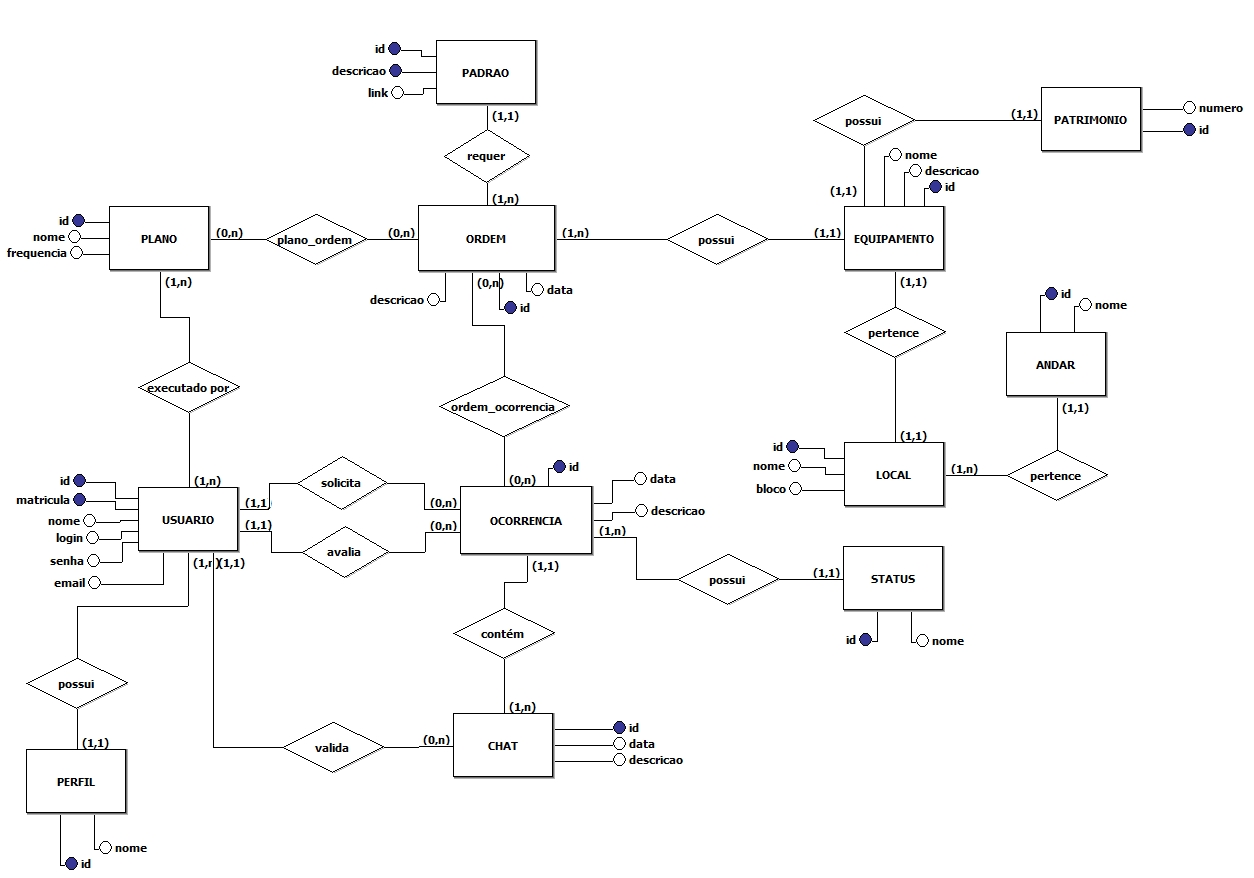 id
descricao
link
PADRAO
(1,1)
requer
(1,n)
possui
(1,1)
PATRIMONIO
numero
id
(1,1)
nome
descricao
id
id
nome
frequencia
PLANO
(0,n)
plano_ordem
(0,n)
ORDEM
(1,n)
possui
(1,1)
EQUIPAMENTO
(1,n)
descricao
(0,n)
id
data
(1,1)
pertence
id
nome
ANDAR
(1,1)
executado por
ordem_ocorrencia
(1,1)
id
nome
bloco
LOCAL
(1,n)
pertence
(1,n)
id
matricula
nome
login
senha
email
USUARIO
(1,1)
solicita
(0,n)
(1,1)
avalia
(0,n)
(0,n)
id
OCORRENCIA
data
descricao
(1,n)
(1,1)
possui
(1,1)
STATUS
id
nome
(1,n)
(1,1)
contém
(1,n)
possui
(1,1)
PERFIL
nome
id
valida
(0,n)
CHAT
id
data
descricao